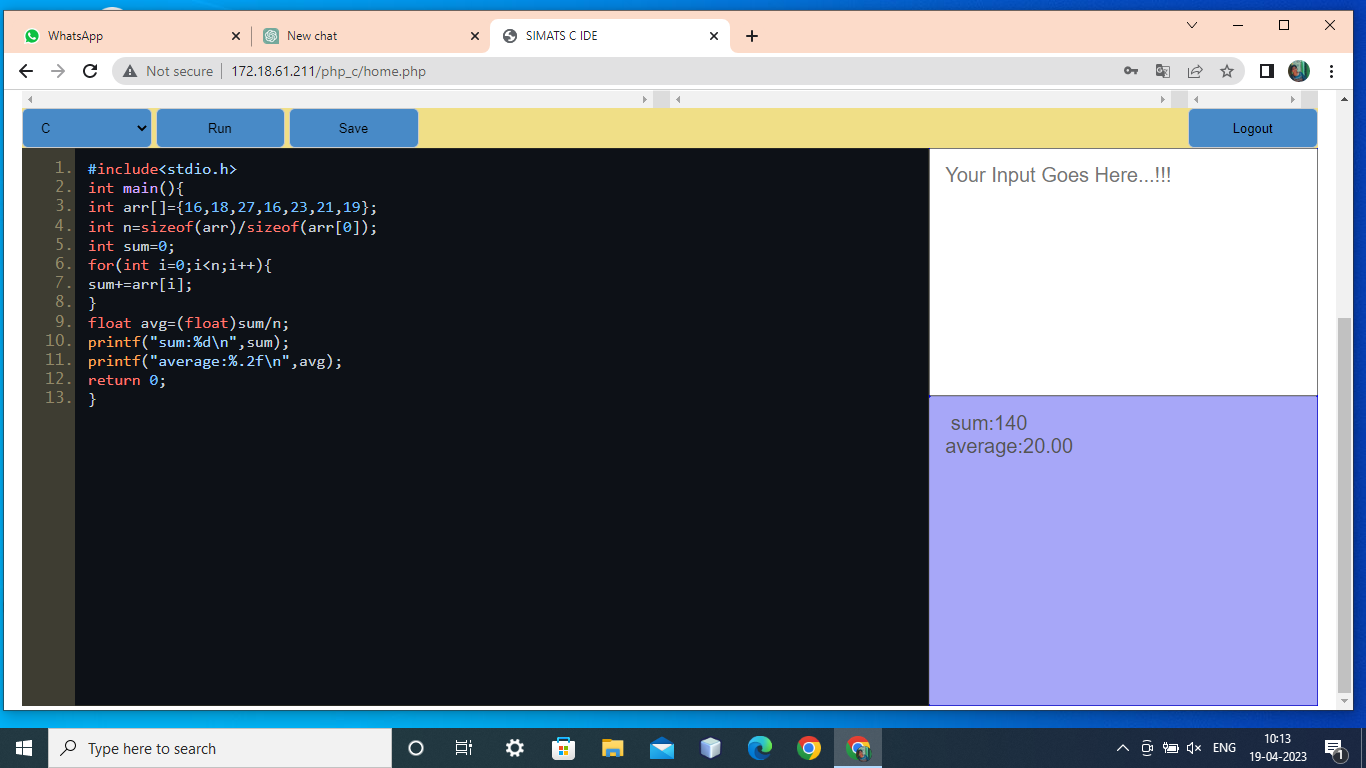 WhatsApp
New chat
SIMATS C IDE
Not secure
172.18.61.211/php_c/home.php
C
Run
Save
Logout
1. #include<stdio.h>
2. int main(){
3. int arr[]={16,18,27,16,23,21,19};
4. int n=sizeof(arr)/sizeof(arr[0]);
5. int sum=0;
6. for(int i=0;i<n;i++){
7. sum+=arr[i];
8. }
9. float avg=(float)sum/n;
10. printf("sum:%d\n",sum);
11. printf("average:%.2f\n",avg);
12. return 0;
13. }
Your Input Goes Here...!!!
sum:140
average:20.00
Type here to search
ENG
10:13
19-04-2023
1